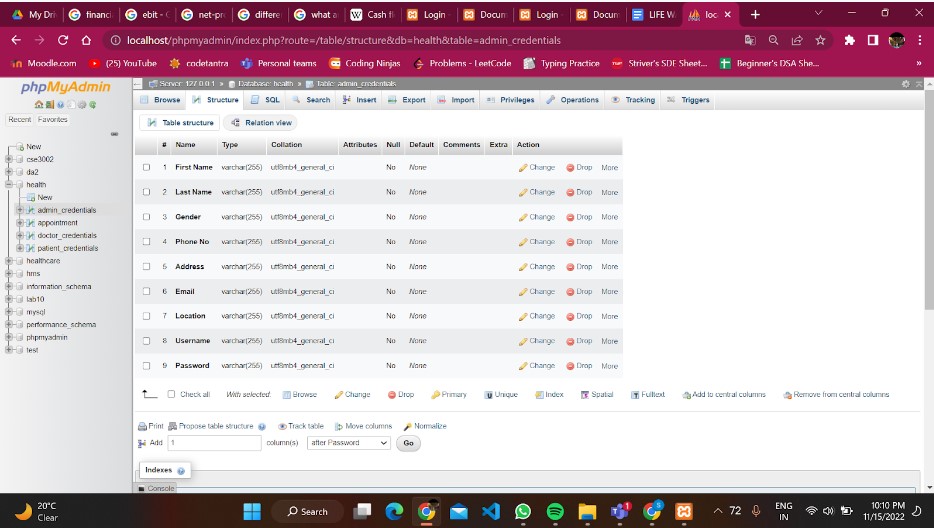 My Dri
financi
ebit - G
net-pro
differe
what a
Cash fl
Login -
Docum
Login -
Docum
LIFE W
loc
localhost/phpmyadmin/index.php?route=/table/structure&db=health&table=admin_credentials
Moodle.com
(25) YouTube
codetantra
Personal teams
Coding Ninjas
Problems - LeetCode
Typing Practice
Striver's SDE Sheet...
Beginner's DSA She...
»
phpMyAdmin
Recent Favorites
New
cse3002
da2
health
New
admin_credentials
appointment
doctor_credentials
patient_credentials
healthcare
hms
information_schema
lab10
mysql
performance_schema
phpmyadmin
test
Server: 127.0.0.1 » Database: health » Table: admin_credentials
Browse Structure SQL Search Insert Export Import Privileges Operations Tracking Triggers
Table structure Relation view
# Name Type Collation Attributes Null Default Comments Extra Action
1 First Name varchar(255) utf8mb4_general_ci No None Change Drop More
2 Last Name varchar(255) utf8mb4_general_ci No None Change Drop More
3 Gender varchar(255) utf8mb4_general_ci No None Change Drop More
4 Phone No varchar(255) utf8mb4_general_ci No None Change Drop More
5 Address varchar(255) utf8mb4_general_ci No None Change Drop More
6 Email varchar(255) utf8mb4_general_ci No None Change Drop More
7 Location varchar(255) utf8mb4_general_ci No None Change Drop More
8 Username varchar(255) utf8mb4_general_ci No None Change Drop More
9 Password varchar(255) utf8mb4_general_ci No None Change Drop More
Check all With selected: Browse Change Drop Primary Unique Index Spatial Fulltext Add to central columns Remove from central columns
Print Propose table structure Track table Move columns Normalize
Add 1 column(s) after Password Go
Indexes
Console
20°C
Clear
Search
72
ENG
IN
10:10 PM
11/15/2022